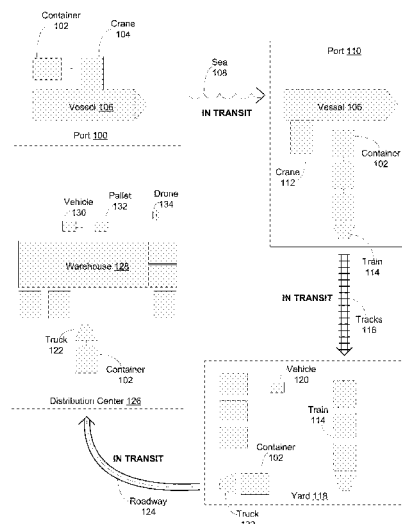 Container
102
Crane
104
Vessel 106
Port 100
Sea
108
IN TRANSIT
Port 110
Vessel 106
Container
102
Crane
112
Train
114
IN TRANSIT
Tracks
116
Vehicle
130
Pallet
132
Drone
134
Warehouse 128
Truck
122
Container
102
Distribution Center 126
IN TRANSIT
Roadway
124
Vehicle
120
Train
114
Container
102
Yard 118
Truck